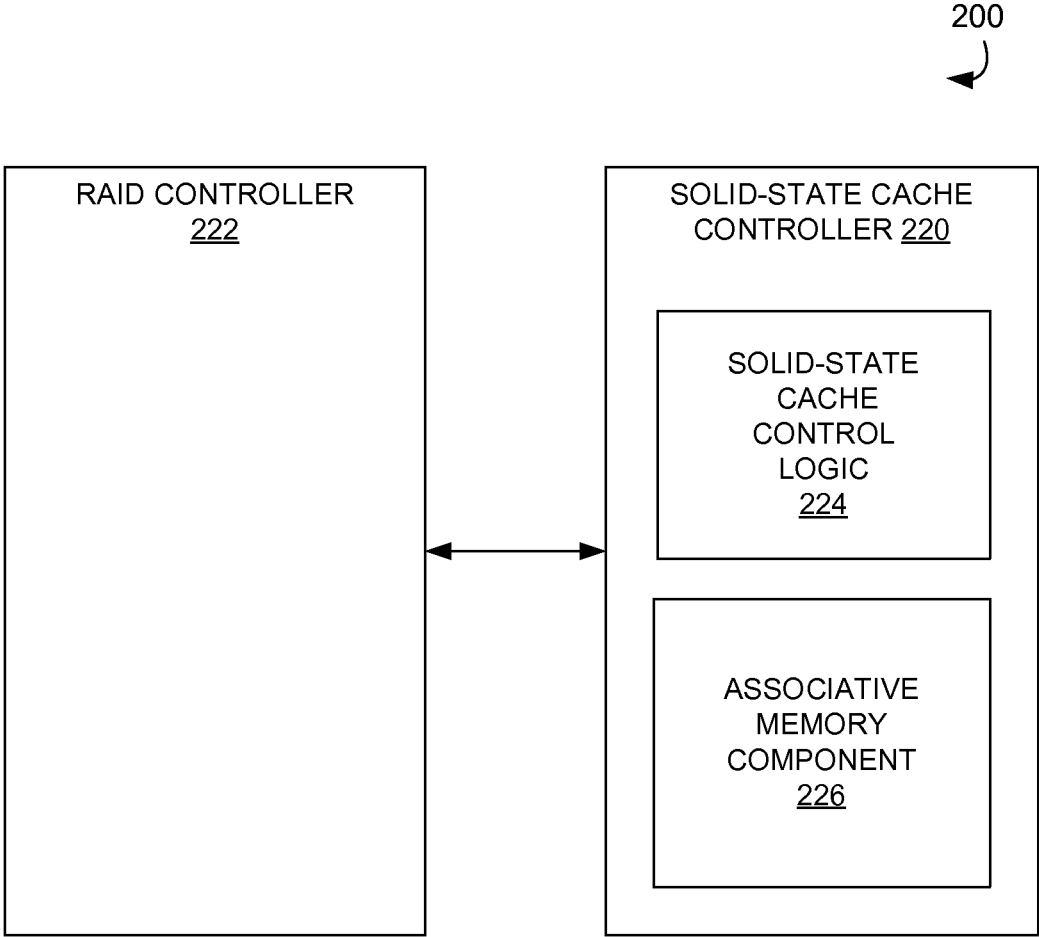 200
RAID CONTROLLER
222
SOLID-STATE CACHE
CONTROLLER 220
SOLID-STATE
CACHE
CONTROL
LOGIC
224
ASSOCIATIVE
MEMORY
COMPONENT
226